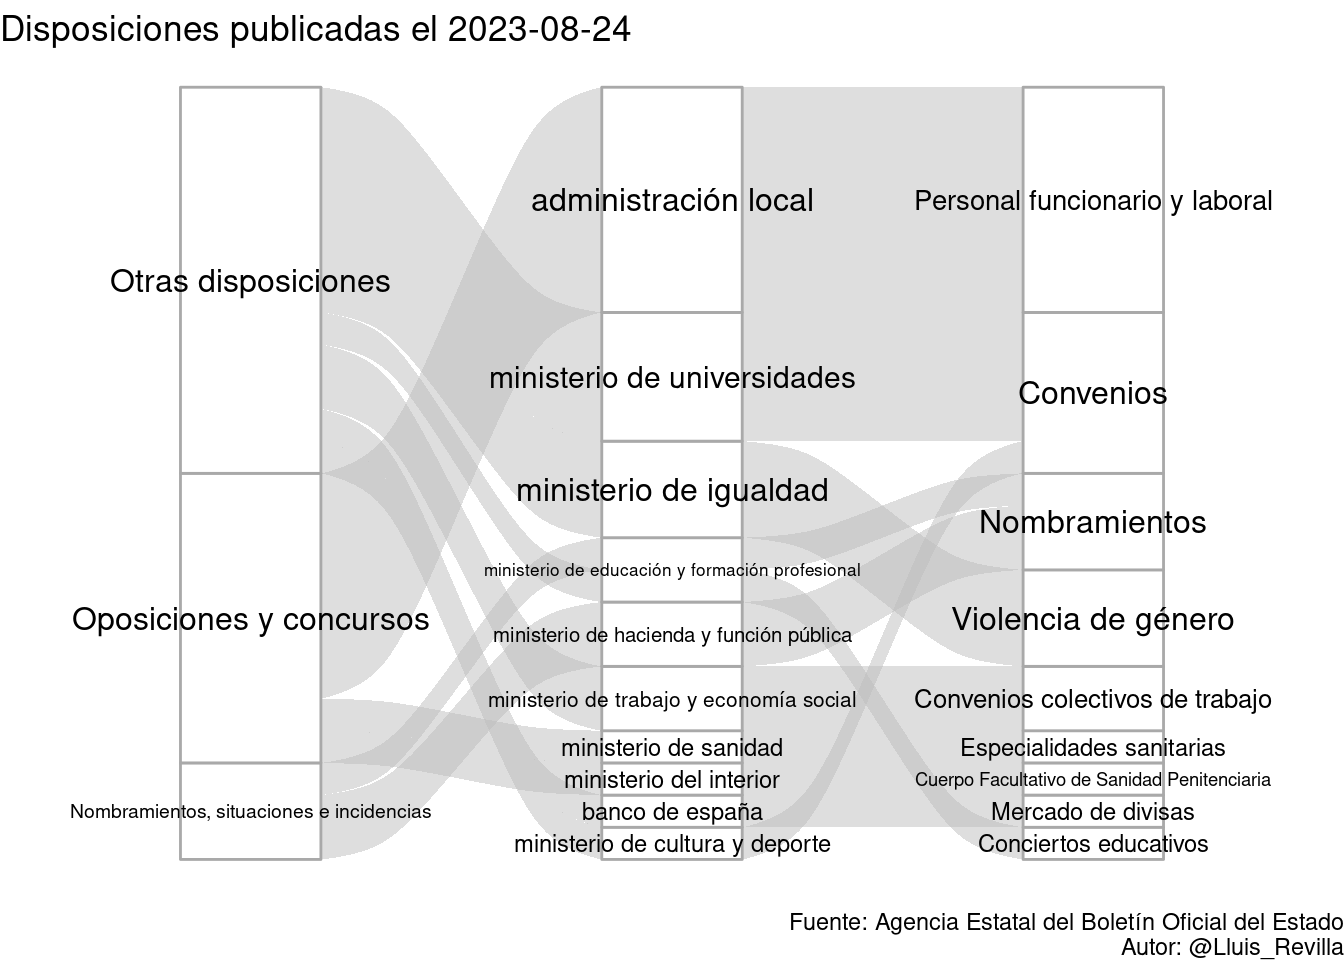 Disposiciones publicadas el 2023-08-24
Otras disposiciones
Oposiciones y concursos
Nombramientos, situaciones e incidencias
administración local
ministerio de universidades
ministerio de igualdad
ministerio de educación y formación profesional
ministerio de hacienda y función pública
ministerio de trabajo y economía social
ministerio de sanidad
ministerio del interior
banco de españa
ministerio de cultura y deporte
Personal funcionario y laboral
Convenios
Nombramientos
Violencia de género
Convenios colectivos de trabajo
Especialidades sanitarias
Cuerpo Facultativo de Sanidad Penitenciaria
Mercado de divisas
Conciertos educativos
Fuente: Agencia Estatal del Boletín Oficial del Estado
Autor: @Lluis_Revilla